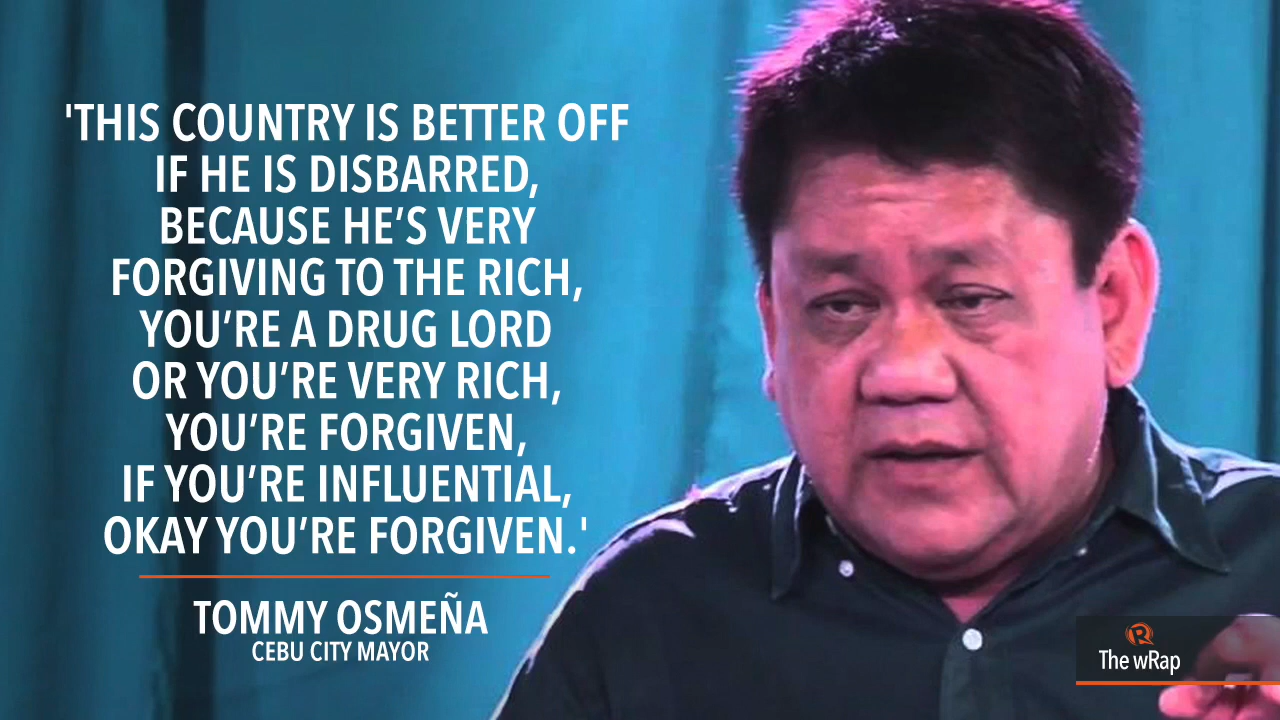 'THIS COUNTRY IS BETTER OFF
IF HE IS DISBARRED,
BECAUSE HE’S VERY
FORGIVING TO THE RICH,
YOU’RE A DRUG LORD
OR YOU’RE VERY RICH,
YOU’RE FORGIVEN,
IF YOU’RE INFLUENTIAL,
OKAY YOU’RE FORGIVEN.'
TOMMY OSMEÑA
CEBU CITY MAYOR
R
The wRap